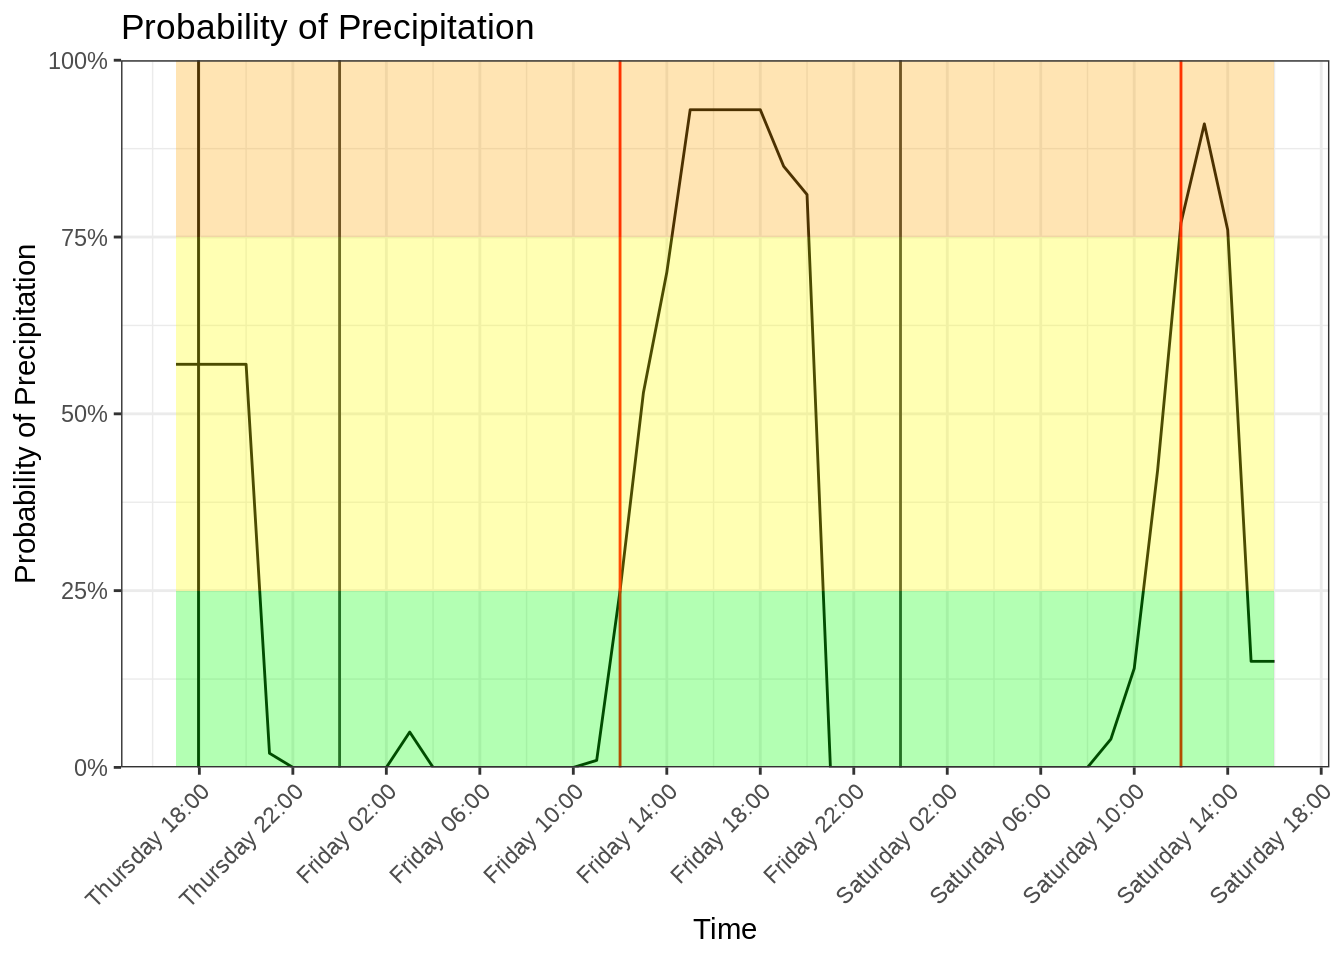 Probability of Precipitation
Probability of Precipitation
100%
75%
50%
25%
0%
Thursday 18:00
Thursday 22:00
Friday 02:00
Friday 06:00
Friday 10:00
Friday 14:00
Friday 18:00
Friday 22:00
Saturday 02:00
Saturday 06:00
Saturday 10:00
Saturday 14:00
Saturday 18:00
Time